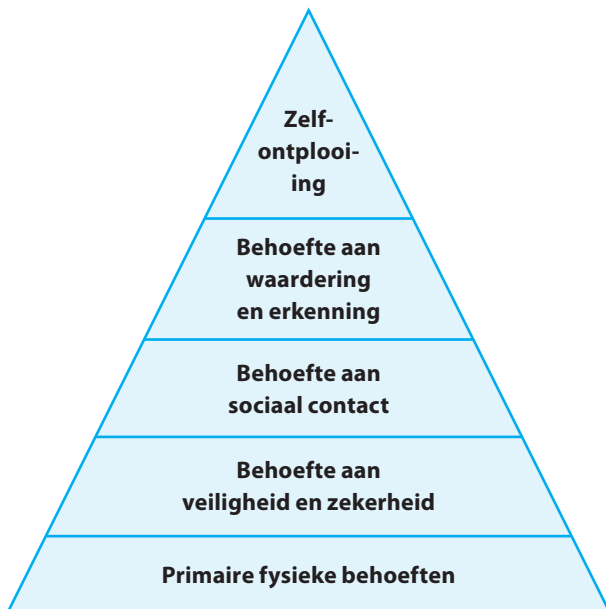 Zelf-
ontplooi-
ing
Behoefte aan
waardering
en erkenning
Behoefte aan
sociaal contact
Behoefte aan
veiligheid en zekerheid
Primaire fysieke behoeften